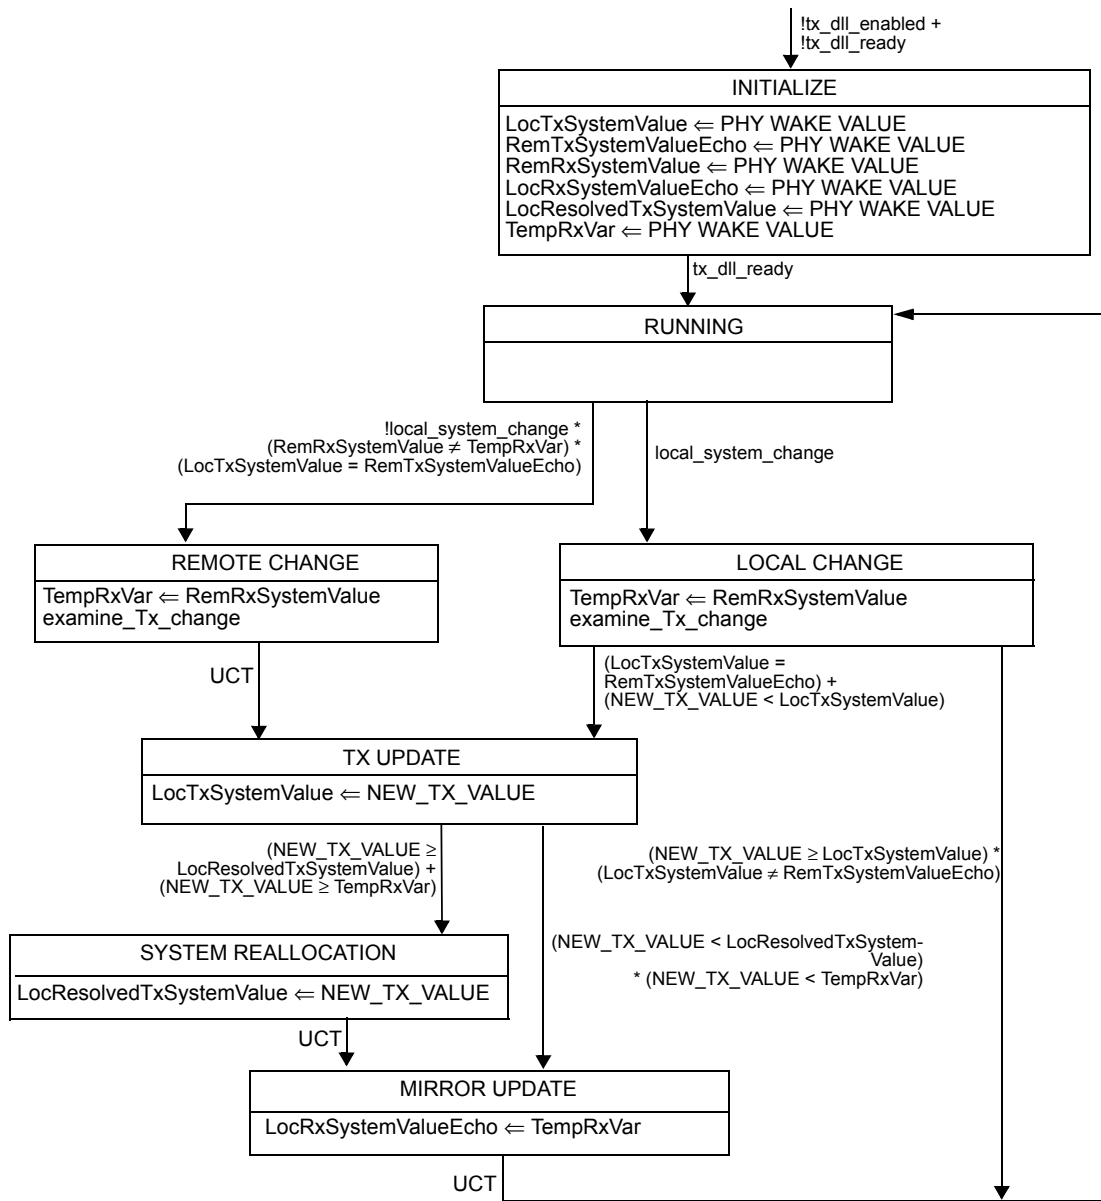 !tx_dll_enabled +
!tx_dll_ready
INITIALIZE
LocTxSystemValue ⇐ PHY WAKE VALUE
RemTxSystemValueEcho ⇐ PHY WAKE VALUE
RemRxSystemValue ⇐ PHY WAKE VALUE
LocRxSystemValueEcho ⇐ PHY WAKE VALUE
LocResolvedTxSystemValue ⇐ PHY WAKE VALUE
TempRxVar ⇐ PHY WAKE VALUE
tx_dll_ready
RUNNING
!local_system_change *
(RemRxSystemValue ≠ TempRxVar) *
(LocTxSystemValue = RemTxSystemValueEcho)
local_system_change
REMOTE CHANGE
TempRxVar ⇐ RemRxSystemValue
examine_Tx_change
LOCAL CHANGE
TempRxVar ⇐ RemRxSystemValue
examine_Tx_change
UCT
(LocTxSystemValue =
RemTxSystemValueEcho) +
(NEW_TX_VALUE < LocTxSystemValue)
TX UPDATE
LocTxSystemValue ⇐ NEW_TX_VALUE
(NEW_TX_VALUE ≥
LocResolvedTxSystemValue) +
(NEW_TX_VALUE ≥ TempRxVar)
(NEW_TX_VALUE ≥ LocTxSystemValue) *
(LocTxSystemValue ≠ RemTxSystemValueEcho)
(NEW_TX_VALUE < LocResolvedTxSystem-
Value)
* (NEW_TX_VALUE < TempRxVar)
SYSTEM REALLOCATION
LocResolvedTxSystemValue ⇐ NEW_TX_VALUE
UCT
MIRROR UPDATE
LocRxSystemValueEcho ⇐ TempRxVar
UCT